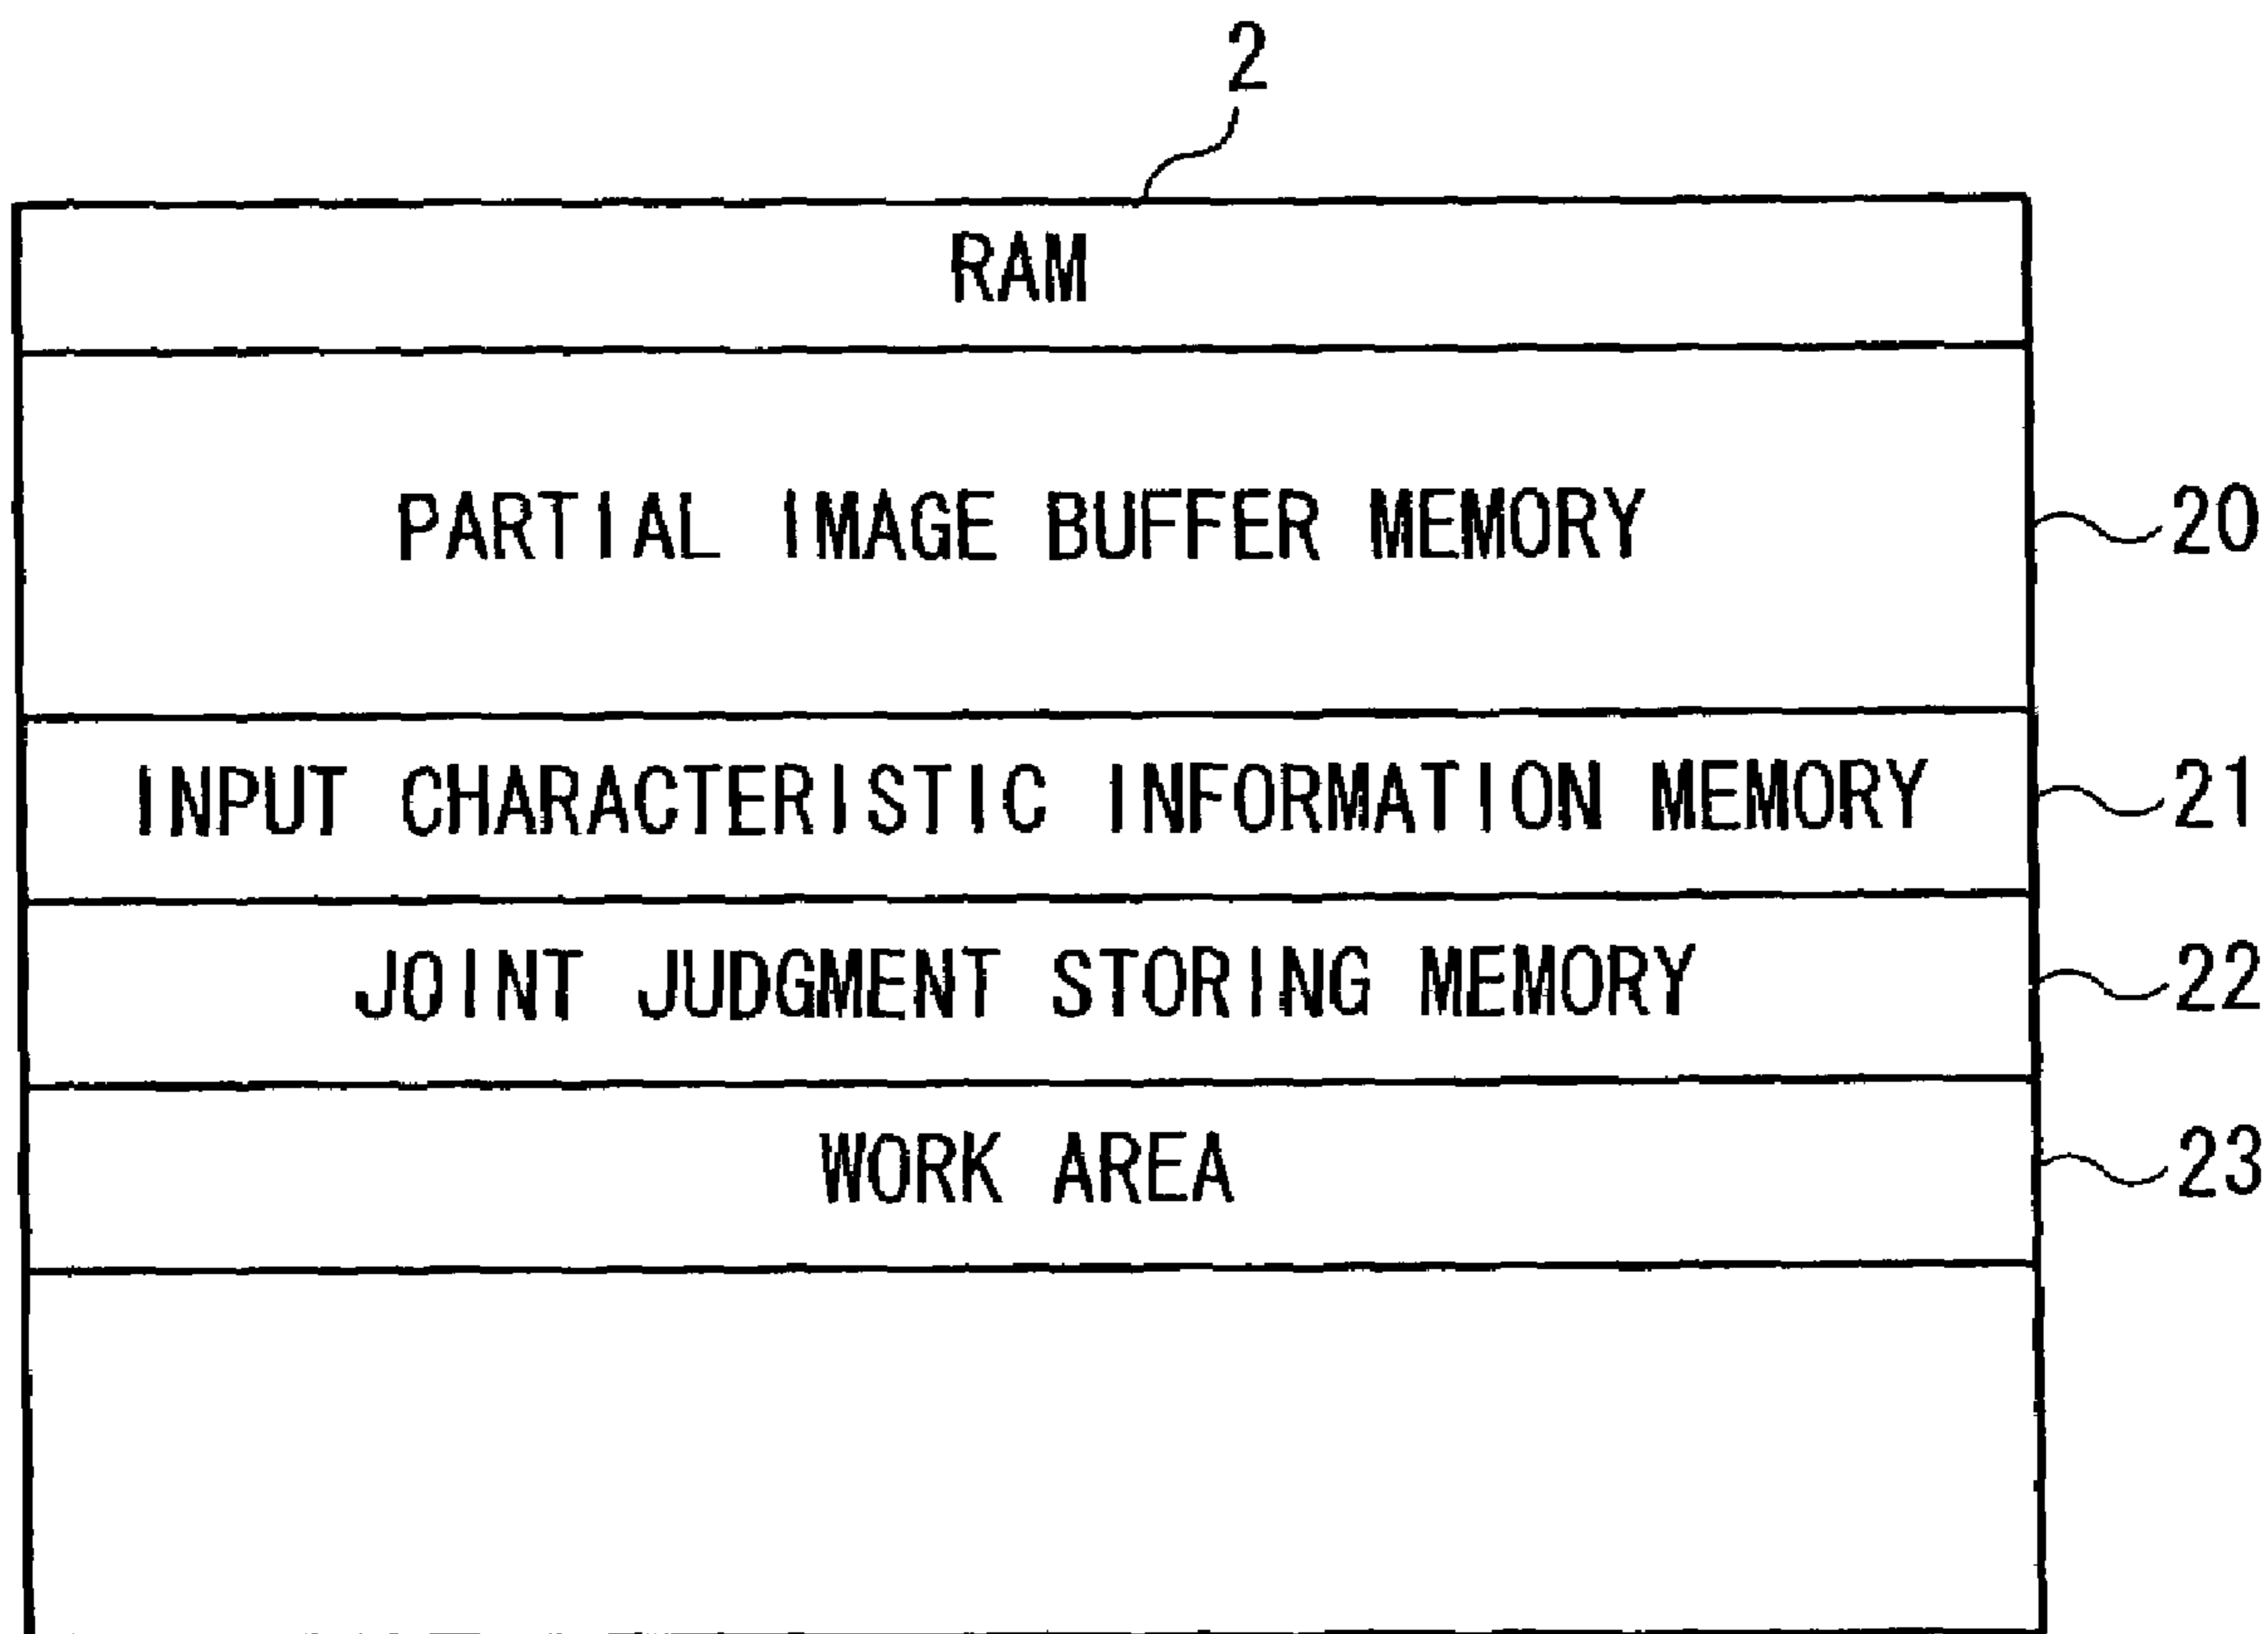 2
RAM
PARTIAL IMAGE BUFFER MEMORY 20
INPUT CHARACTERISTIC INFORMATION MEMORY 21
JOINT JUDGMENT STORING MEMORY 22
WORK AREA 23